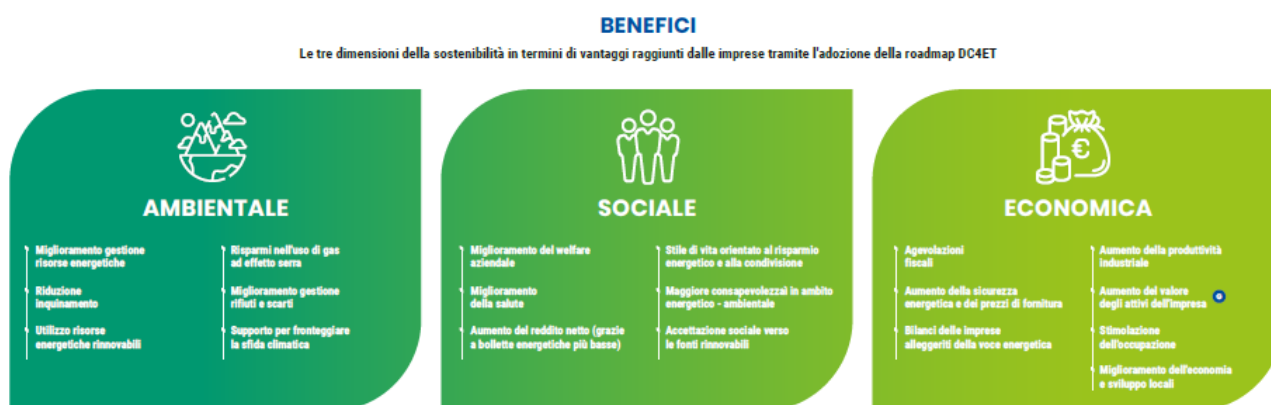 BENEFICI
Le tre dimensioni della sostenibilità in termini di vantaggi raggiunti dalle imprese tramite l'adozione della roadmap DC4ET
AMBIENTALE
Miglioramento gestione
risorse energetiche
Riduzione
inquinamento
Utilizzo risorse
energetiche rinnovabili
Risparmi nell'uso di gas
ad effetto serra
Miglioramento gestione
rifiuti e scarti
Supporto per fronteggiare
la sfida climatica
SOCIALE
Miglioramento del welfare
aziendale
Miglioramento
della salute
Aumento del reddito netto (grazie
a bollette energetiche più basse)
Stile di vita orientato al risparmio
energetico e alla condivisione
Maggiore consapevolezzai in ambito
energetico - ambientale
Accettazione sociale verso
le fonti rinnovabili
€
ECONOMICA
Agevolazioni
fiscali
Aumento della sicurezza
energetica e dei prezzi di fornitura
Bilanci delle imprese
alleggeriti della voce energetica
Aumento della produttività
industriale
Aumento del valore
degli attivi dell'impresa
Stimolazione
dell'occupazione
Miglioramento dell'economia
e sviluppo locali